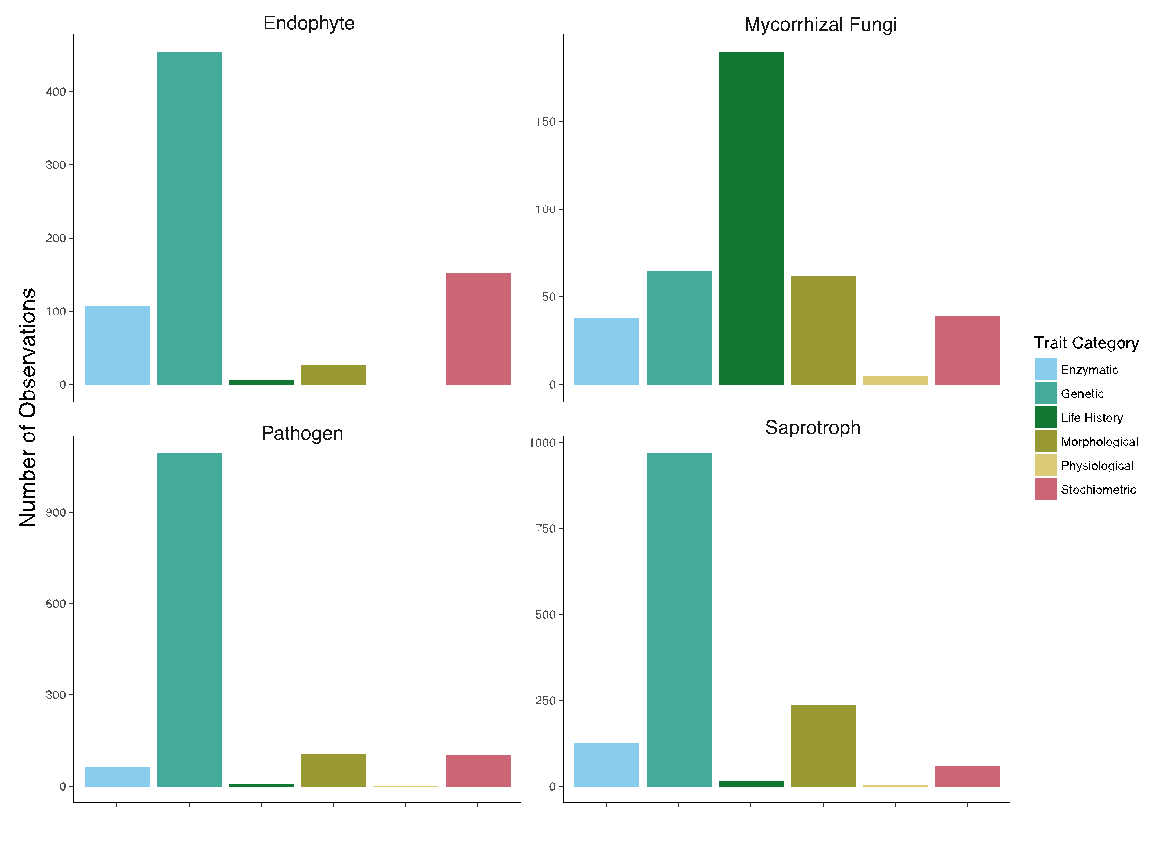 Endophyte
Mycorrhizal Fungi
400
300
200
100
0
150
100
50
0
Number of Observations
Trait Category
Enzymatic
Genetic
Life History
Morphological
Physiological
Stochiometric
Pathogen
Saprotroph
900
600
300
0
1000
750
500
250
0